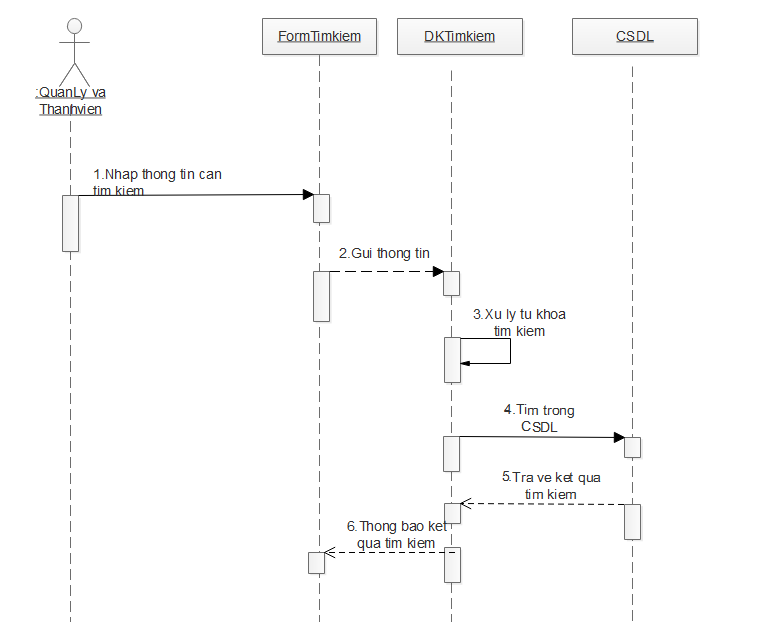 FormTimkiem
DKTimkiem
CSDL
:QuanLy va
Thanhvien
1.Nhap thong tin can
tim kiem
2.Gui thong tin
3.Xu ly tu khoa
tim kiem
4.Tim trong
CSDL
5.Tra ve ket qua
tim kiem
6.Thong bao ket
qua tim kiem